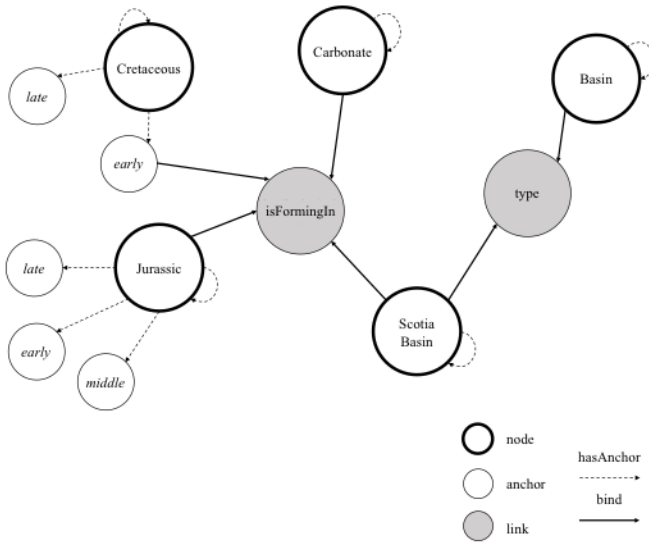 Cretaceous
Carbonate
Basin
late
early
type
isFormingIn
late
Jurassic
early
middle
Scotia
Basin
node
hasAnchor
anchor
bind
link